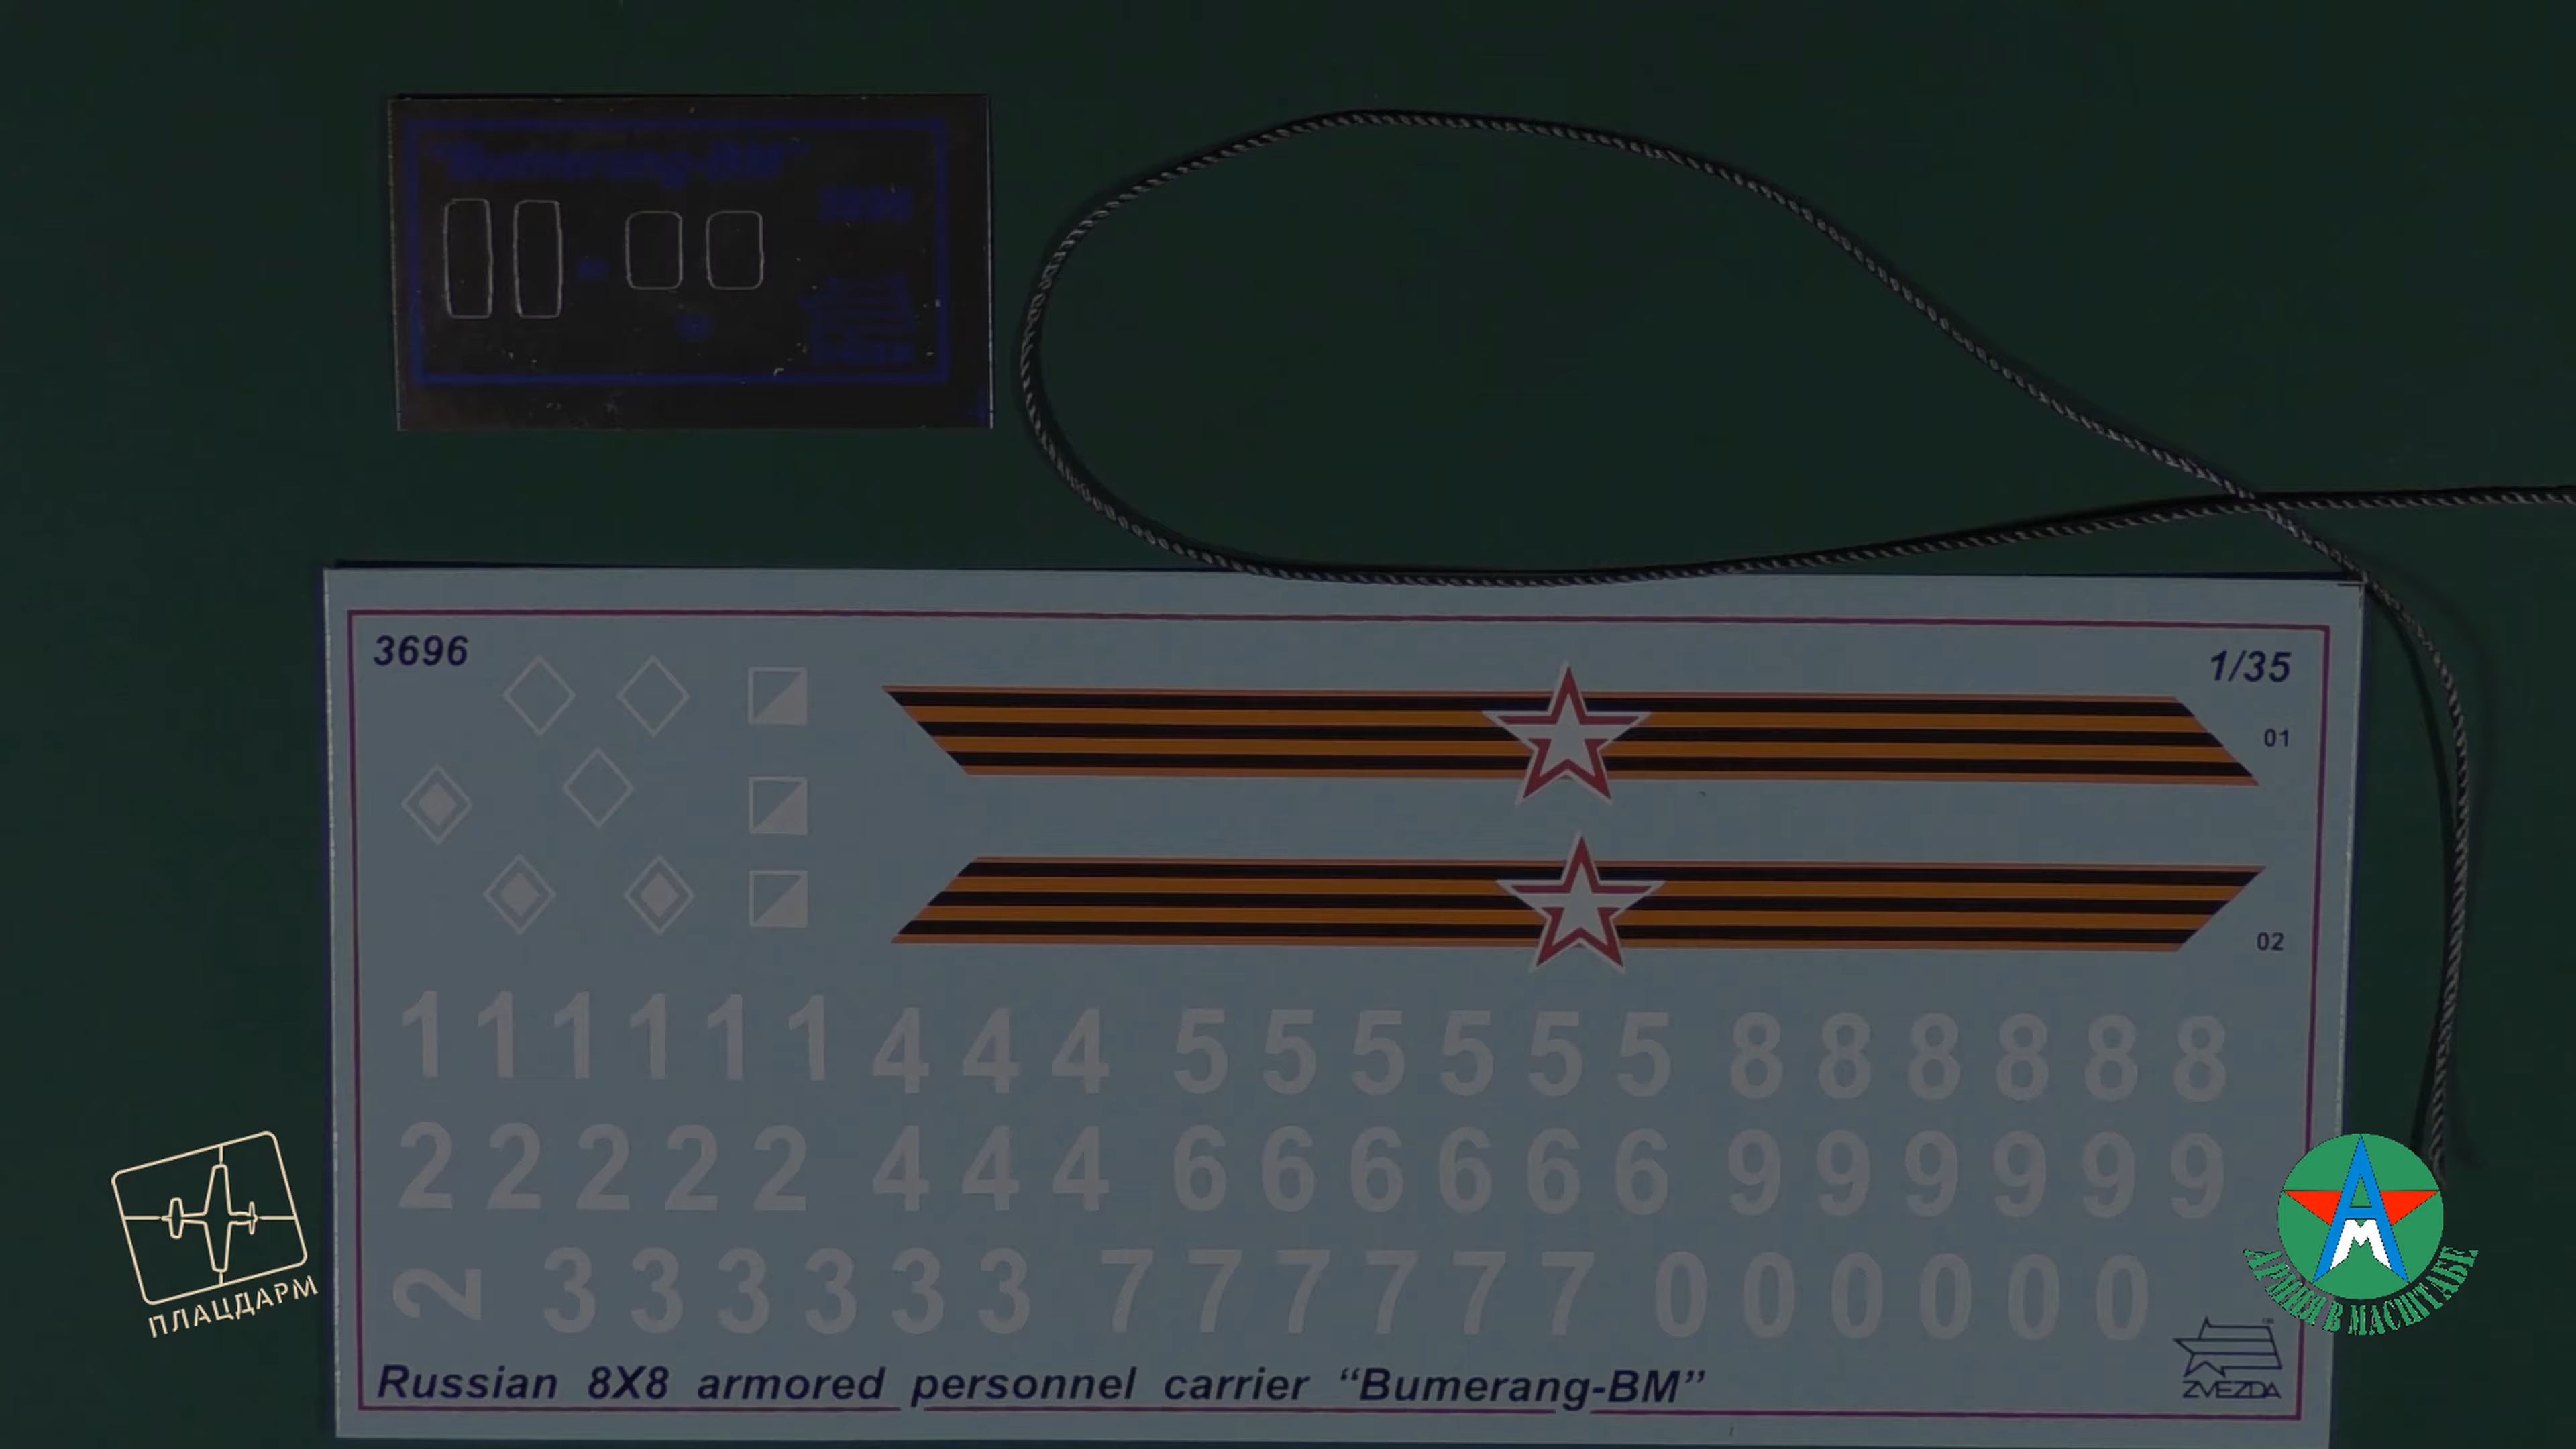 "Bumerang-BM"
3696
3696
1/35
01
02
1 1 1 1 1 1 4 4 4 5 5 5 5 5 5 8 8 8 8 8 8
2 2 2 2 2 4 4 4 6 6 6 6 6 6 9 9 9 9 9 9
2 3 3 3 3 3 3 7 7 7 7 7 7 0 0 0 0 0 0
Russian 8X8 armored personnel carrier “Bumerang-BM”
ZVEZDA
ПЛАЦДАРМ
АМ
АРМИЯ В МАСШТАБЕ